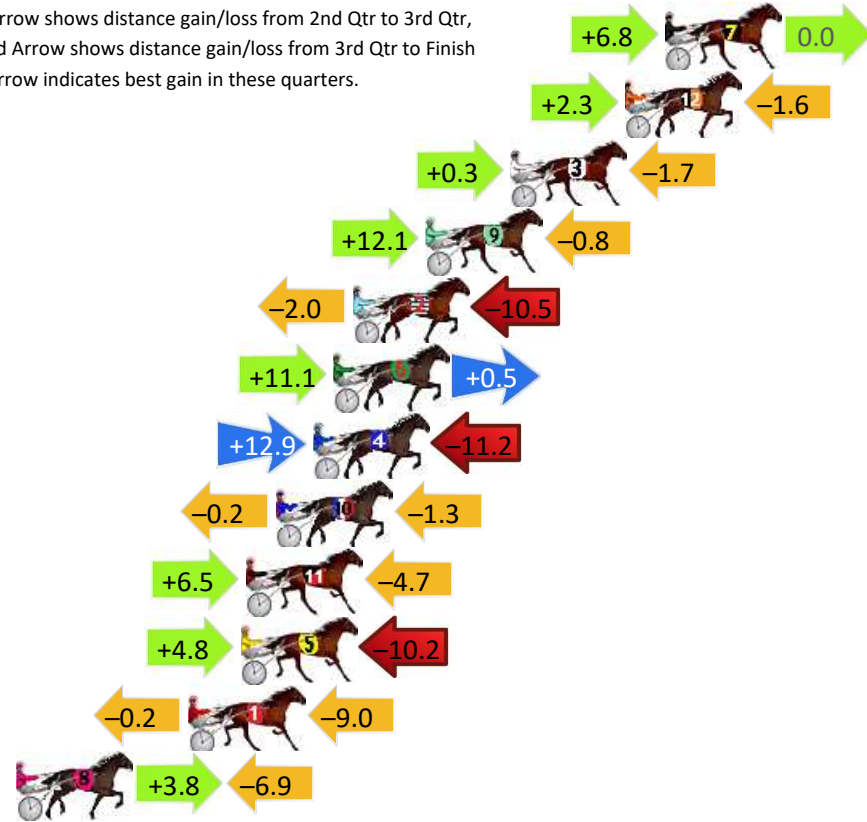 rrow shows distance gain/loss from 2nd Qtr to 3rd Qtr,
d Arrow shows distance gain/loss from 3rd Qtr to Finish
rrow indicates best gain in these quarters.
+6.8 7 0.0
+2.3 12 –1.6
+0.3 3 –1.7
+12.1 9 –0.8
–2.0 –10.5
+11.1 +0.5
+12.9 4 –11.2
–0.2 10 –1.3
+6.5 11 –4.7
+4.8 5 –10.2
–0.2 1 –9.0
8 +3.8 –6.9